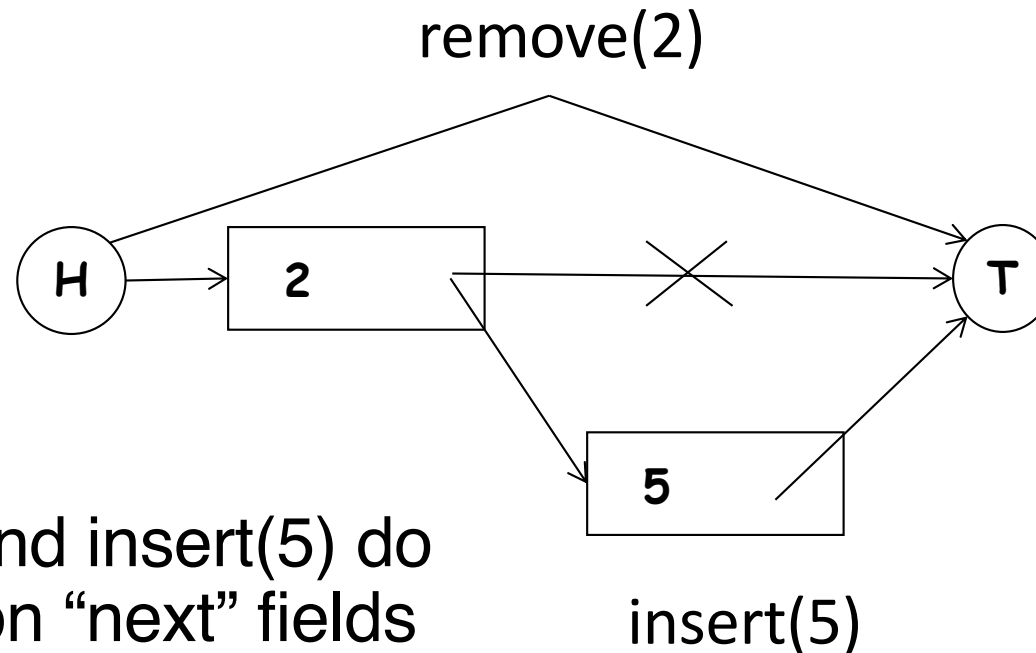 remove(2)
H
2
T
5
nd insert(5) do
on “next” fields
insert(5)